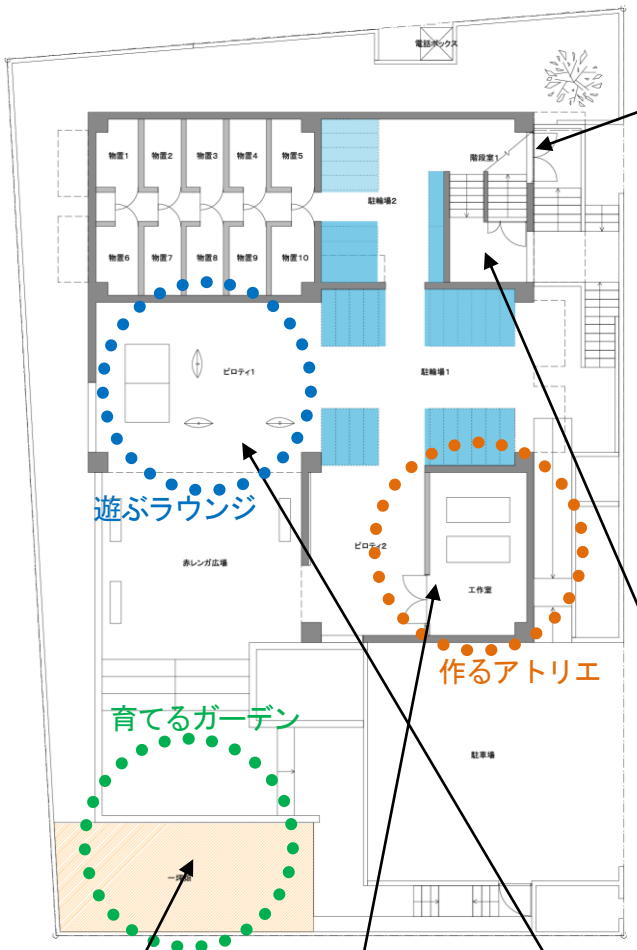 電話ボックス
物置1
物置2
物置3
物置4
物置5
階段室1
駐輪場2
物置6
物置7
物置8
物置9
物置10
ピロティ1
駐輪場1
遊ぶラウンジ
赤レンガ広場
ピロティ2
工作室
作るアトリエ
育てるガーデン
駐車場